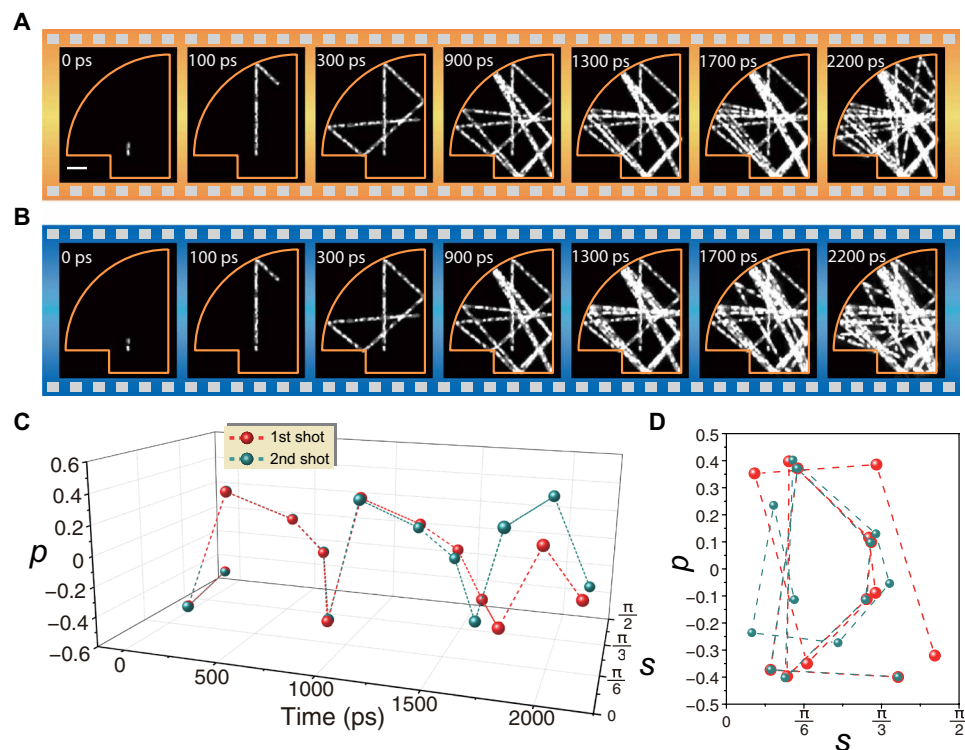 A
0 ps 100 ps 300 ps 900 ps 1300 ps 1700 ps 2200 ps
B
0 ps 100 ps 300 ps 900 ps 1300 ps 1700 ps 2200 ps
C
1st shot
2nd shot
0.6
0.4
0.2
0
−0.2
−0.4
−0.6
p
0
500
1000
1500
2000
Time (ps)
0
π/6
π/3
π/2
s
D
0.5
0.4
0.3
0.2
0.1
0.0
-0.1
-0.2
-0.3
-0.4
-0.5
p
0 π/6 π/3 π/2
s